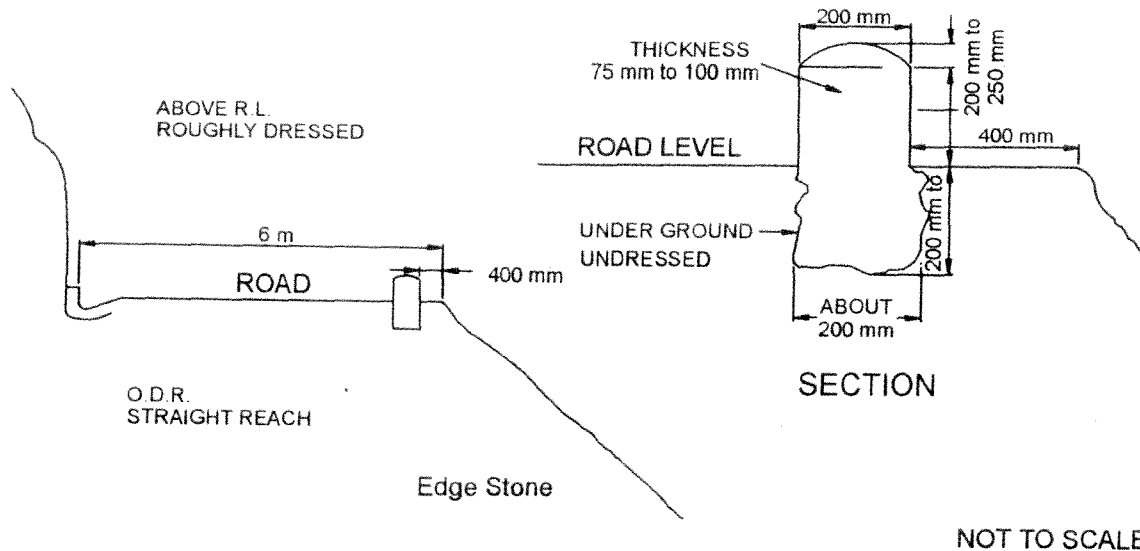 ABOVE R.L.
ROUGHLY DRESSED
6 m
ROAD
400 mm
O.D.R.
STRAIGHT REACH
Edge Stone
200 mm
THICKNESS
75 mm to 100 mm
200 mm to
250 mm
ROAD LEVEL
400 mm
UNDER GROUND
UNDRESSED
200 mm to
ABOUT
200 mm
SECTION
NOT TO SCALE